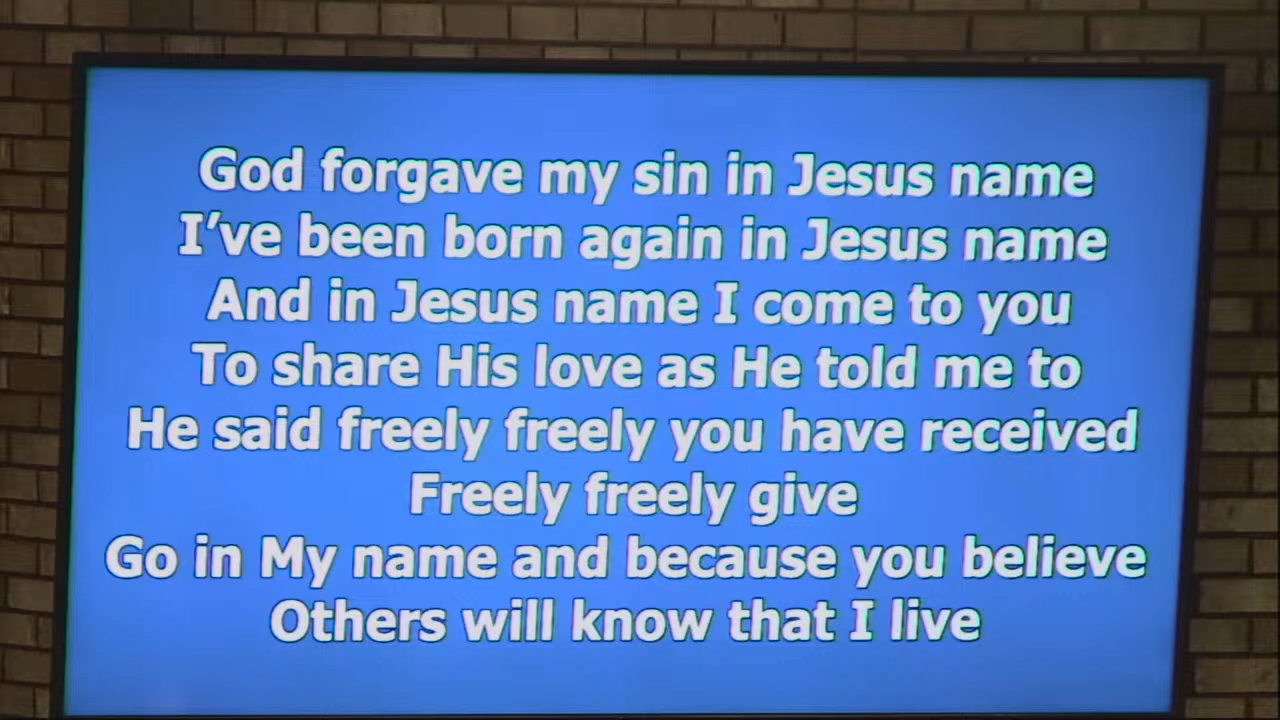 God forgave my sin in Jesus name
I've been born again in Jesus name
And in Jesus name I come to you
To share His love as He told me to
He said freely freely you have received
Freely freely give
Go in My name and because you believe
Others will know that I live